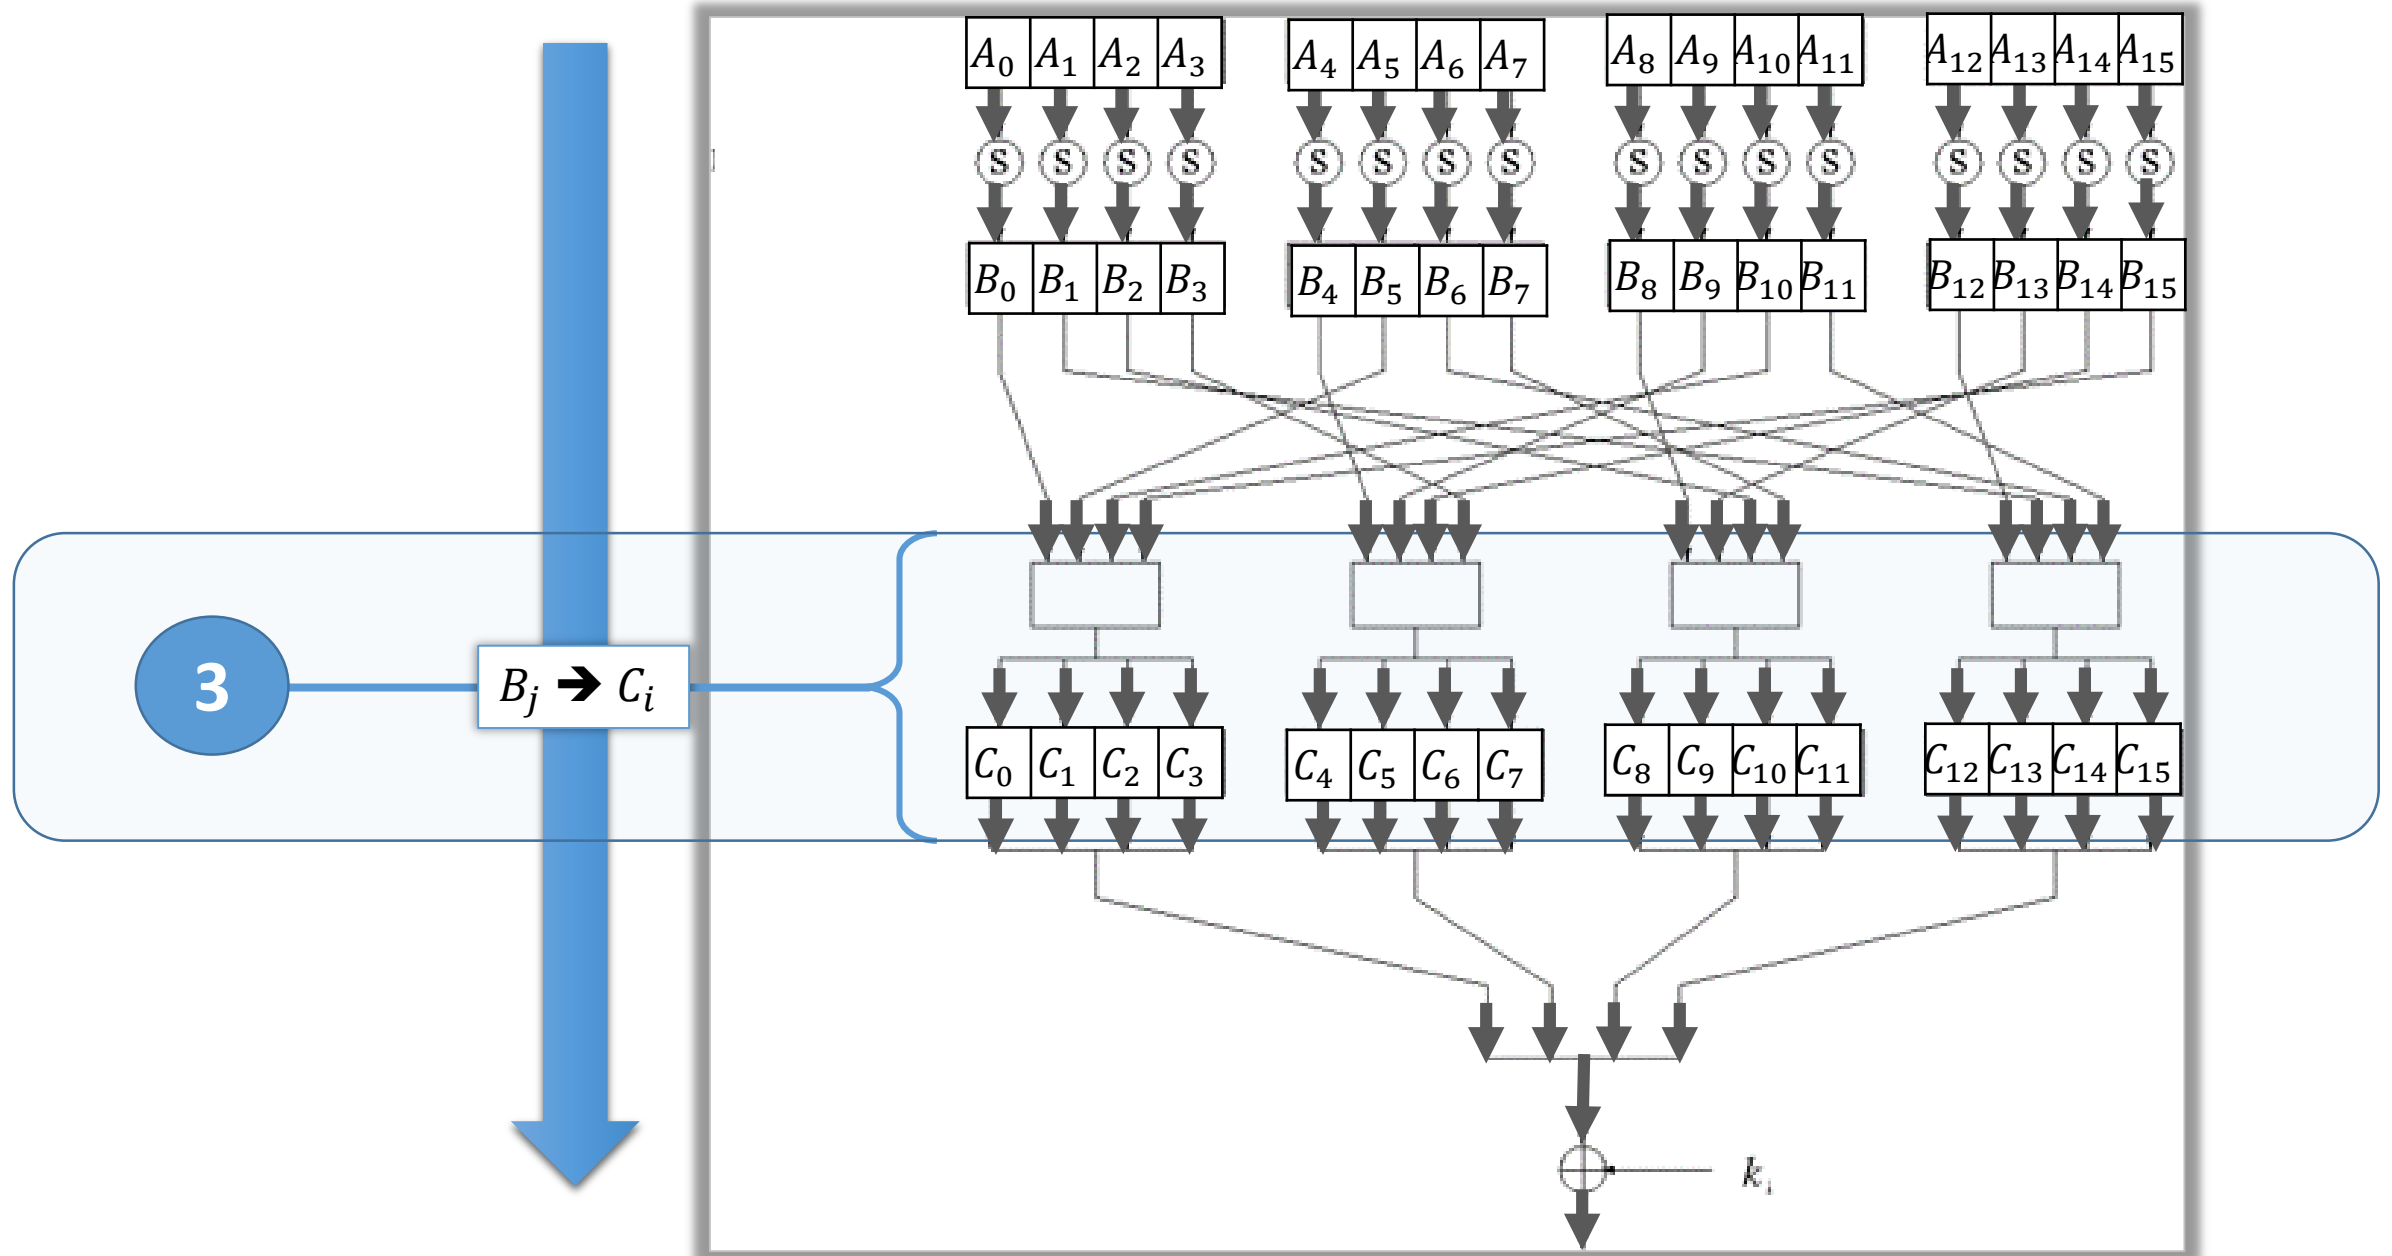 A₀ A₁ A₂ A₃ A₄ A₅ A₆ A₇ A₈ A₉ A₁₀ A₁₁ A₁₂ A₁₃ A₁₄ A₁₅
S S S S S S S S S S S S S S S S
B₀ B₁ B₂ B₃ B₄ B₅ B₆ B₇ B₈ B₉ B₁₀ B₁₁ B₁₂ B₁₃ B₁₄ B₁₅
3
Bⱼ ➔ Cᵢ
C₀ C₁ C₂ C₃ C₄ C₅ C₆ C₇ C₈ C₉ C₁₀ C₁₁ C₁₂ C₁₃ C₁₄ C₁₅
kᵢ